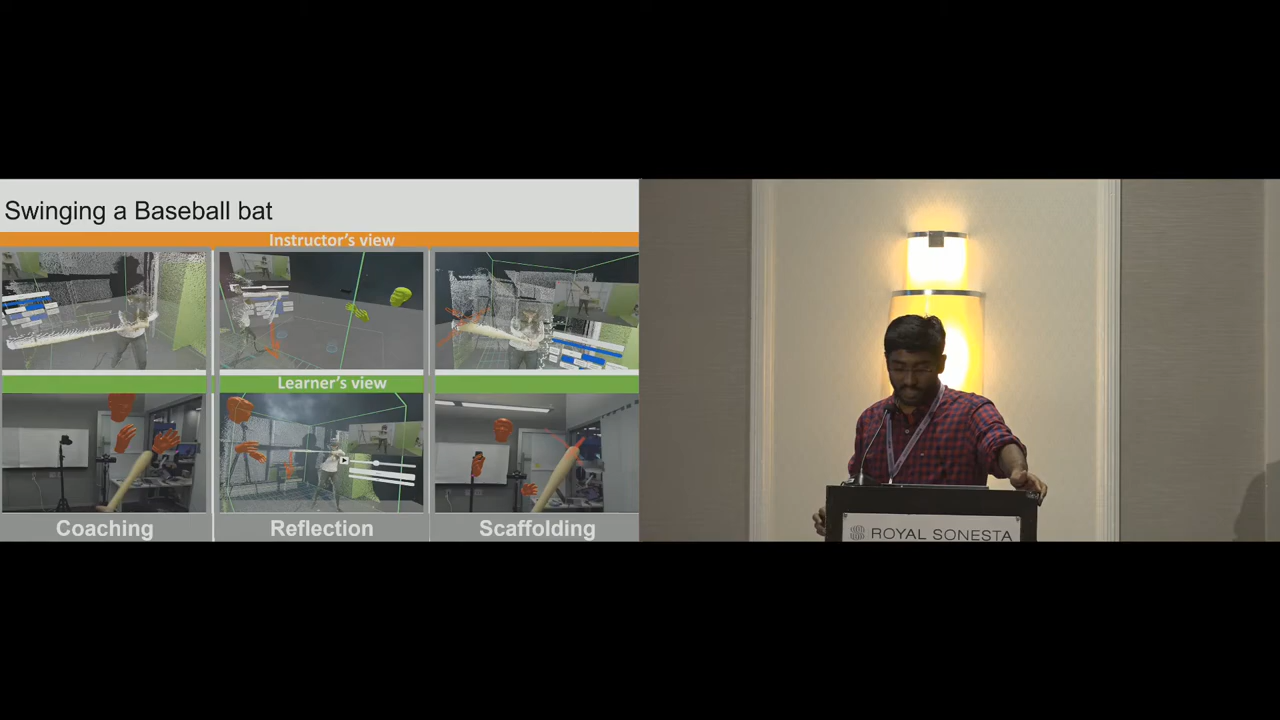 Swinging a Baseball bat
Instructor's view
Learner's view
Coaching
Reflection
Scaffolding
ROYAL SONESTA